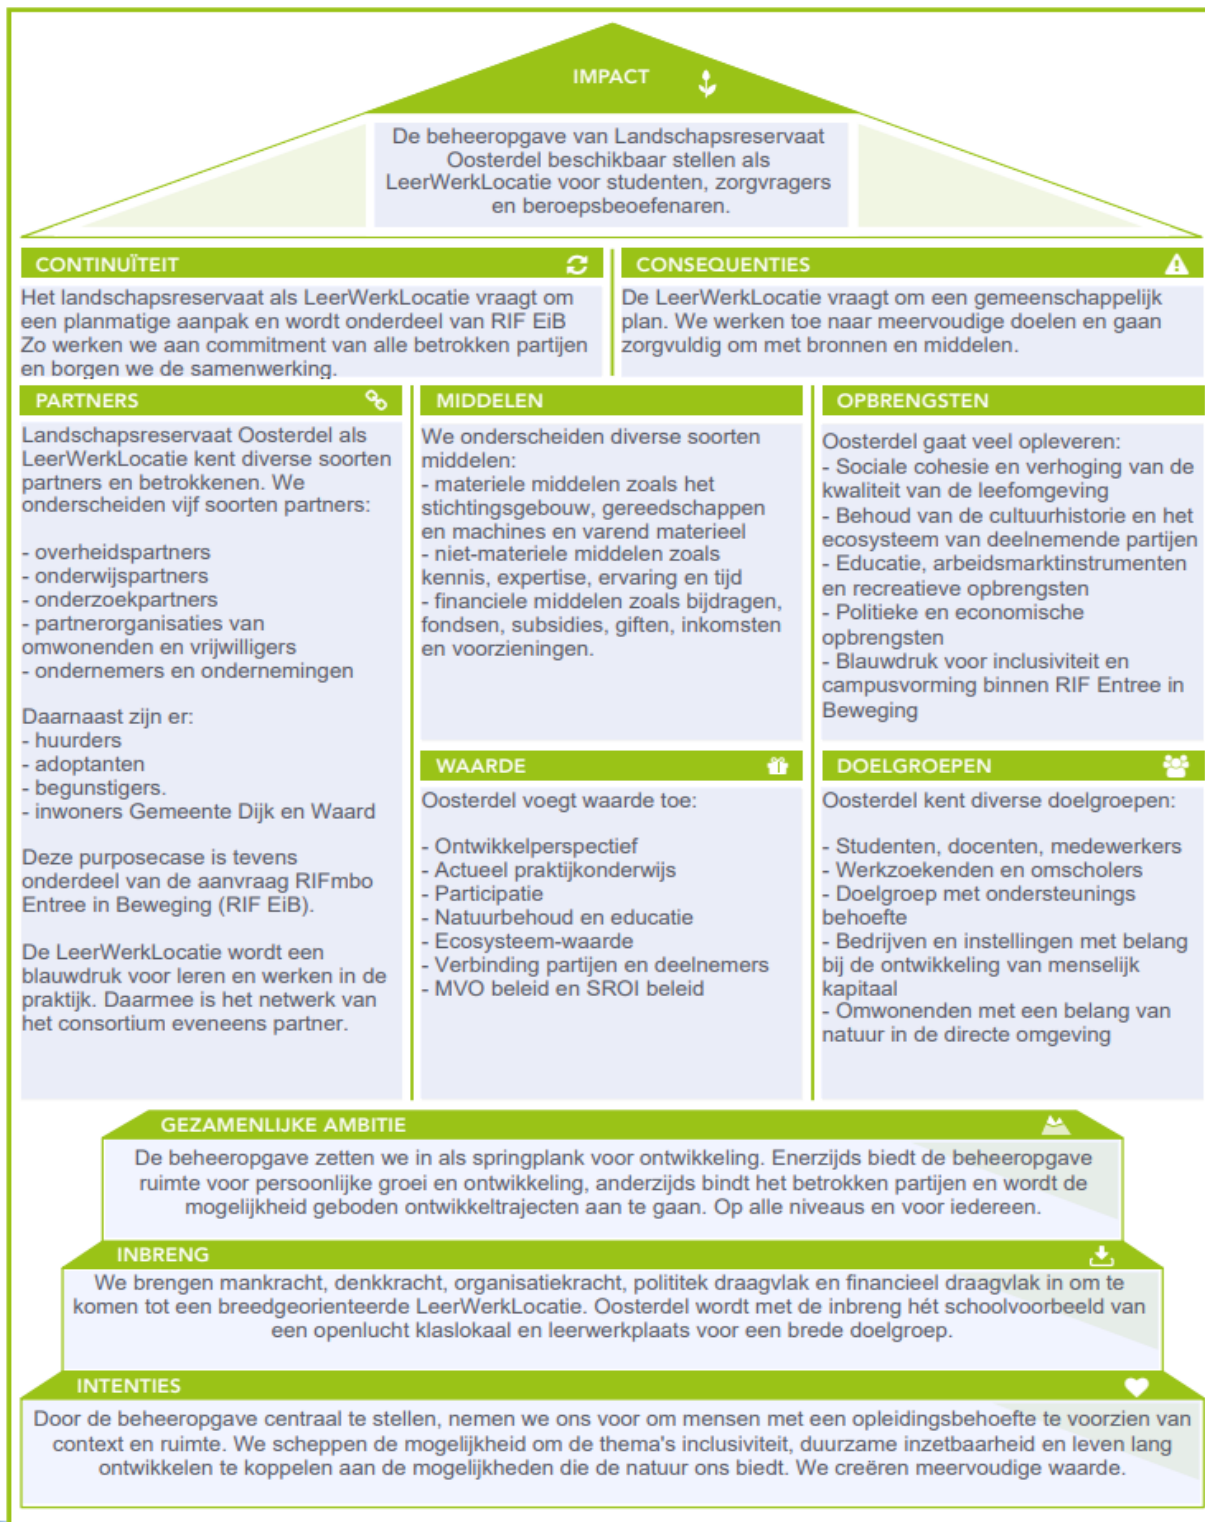 IMPACT
De beheeropgave van Landschapsreservaat
Oosterdel beschikbaar stellen als
LeerWerkLocatie voor studenten, zorgvragers
en beroepsbeoefenaren.
CONTINUÏTEIT
Het landschapsreservaat als LeerWerkLocatie vraagt om
een planmatige aanpak en wordt onderdeel van RIF EiB
Zo werken we aan commitment van alle betrokken partijen
en borgen we de samenwerking.
CONSEQUENTIES
De LeerWerkLocatie vraagt om een gemeenschappelijk
plan. We werken toe naar meervoudige doelen en gaan
zorgvuldig om met bronnen en middelen.
PARTNERS
Landschapsreservaat Oosterdel als
LeerWerkLocatie kent diverse soorten
partners en betrokkenen. We
onderscheiden vijf soorten partners:
- overheidspartners
- onderwijspartners
- onderzoekpartners
- partnerorganisaties van
omwonenden en vrijwilligers
- ondernemers en ondernemingen
Daarnaast zijn er:
- huurders
- adoptanten
- begunstigers.
- inwoners Gemeente Dijk en Waard
Deze purposecase is tevens
onderdeel van de aanvraag RIFmbo
Entree in Beweging (RIF EiB).
De LeerWerkLocatie wordt een
blauwdruk voor leren en werken in de
praktijk. Daarmee is het netwerk van
het consortium eveneens partner.
MIDDELEN
We onderscheiden diverse soorten
middelen:
- materiele middelen zoals het
stichtingsgebouw, gereedschappen
en machines en varend materieel
- niet-materiele middelen zoals
kennis, expertise, ervaring en tijd
- financiele middelen zoals bijdragen,
fondsen, subsidies, giften, inkomsten
en voorzieningen.
OPBRENGSTEN
Oosterdel gaat veel opleveren:
- Sociale cohesie en verhoging van de
kwaliteit van de leefomgeving
- Behoud van de cultuurhistorie en het
ecosysteem van deelnemende partijen
- Educatie, arbeidsmarktinstrumenten
en recreatieve opbrengsten
- Politieke en economische
opbrengsten
- Blauwdruk voor inclusiviteit en
campusvorming binnen RIF Entree in
Beweging
WAARDE
Oosterdel voegt waarde toe:
- Ontwikkelperspectief
- Actueel praktijkonderwijs
- Participatie
- Natuurbehoud en educatie
- Ecosysteem-waarde
- Verbinding partijen en deelnemers
- MVO beleid en SROI beleid
DOELGROEPEN
Oosterdel kent diverse doelgroepen:
- Studenten, docenten, medewerkers
- Werkzoekenden en omscholers
- Doelgroep met ondersteunings
behoefte
- Bedrijven en instellingen met belang
bij de ontwikkeling van menselijk
kapitaal
- Omwonenden met een belang van
natuur in de directe omgeving
GEZAMENLIJKE AMBITIE
De beheeropgave zetten we in als springplank voor ontwikkeling. Enerzijds biedt de beheeropgave
ruimte voor persoonlijke groei en ontwikkeling, anderzijds bindt het betrokken partijen en wordt de
mogelijkheid geboden ontwikkeltrajecten aan te gaan. Op alle niveaus en voor iedereen.
INBRENG
We brengen mankracht, denkkracht, organisatiekracht, polititek draagvlak en financieel draagvlak in om te
komen tot een breedgeorienteerde LeerWerkLocatie. Oosterdel wordt met de inbreng hét schoolvoorbeeld van
een openlucht klaslokaal en leerwerkplaats voor een brede doelgroep.
INTENTIES
Door de beheeropgave centraal te stellen, nemen we ons voor om mensen met een opleidingsbehoefte te voorzien van
context en ruimte. We scheppen de mogelijkheid om de thema's inclusiviteit, duurzame inzetbaarheid en leven lang
ontwikkelen te koppelen aan de mogelijkheden die de natuur ons biedt. We creëren meervoudige waarde.